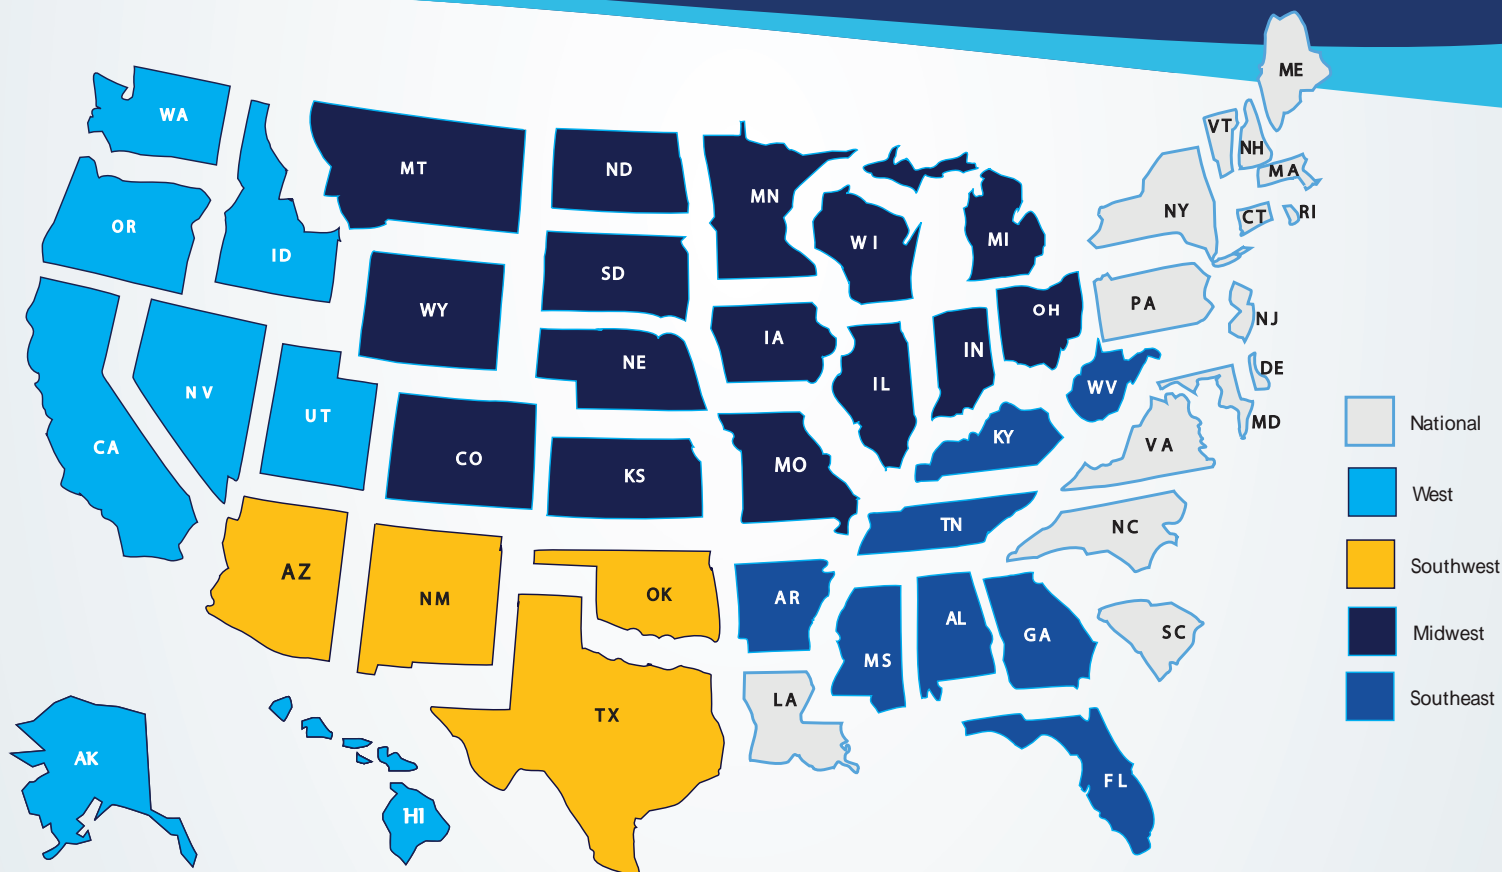 ME
WA
VT
NH
MT
ND
MA
MN
NY
CT
RI
OR
WI
MI
ID
SD
PA
WY
OH
NJ
IA
NE
IN
DE
NV
UT
IL
WV
MD
National
CA
CO
KY
VA
KS
MO
West
TN
NC
AZ
Southwest
NM
OK
AR
AL
GA
SC
Midwest
MS
LA
Southeast
TX
AK
FL
HI